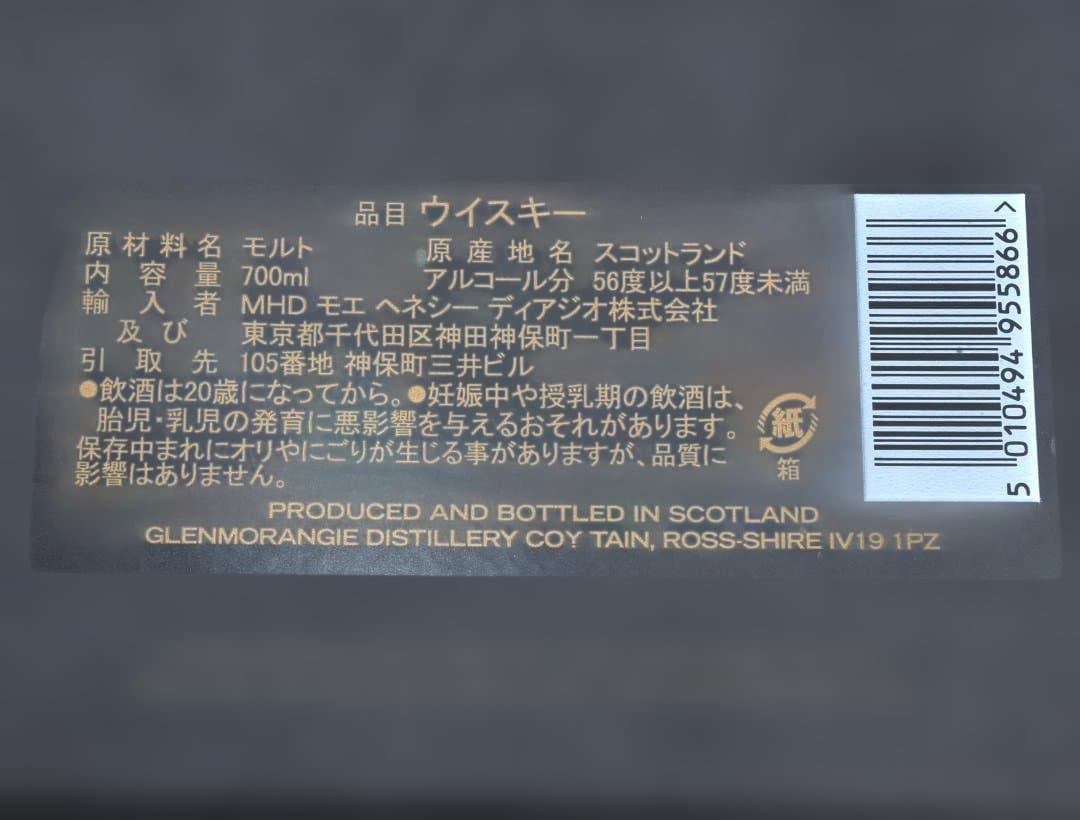 品目 ウイスキー
原材料名 モルト 原産地名 スコットランド
内容量 700ml アルコール分 56度以上57度未満
輸入者 MHD モエ ヘネシー ディアジオ株式会社
及び 東京都千代田区神田神保町一丁目
引取先 105番地 神保町三井ビル
●飲酒は20歳になってから。●妊娠中や授乳期の飲酒は、
胎児・乳児の発育に悪影響を与えるおそれがあります。
保存中まれにオリやにごりが生じる事がありますが、品質に
影響はありません。
紙
箱
PRODUCED AND BOTTLED IN SCOTLAND
GLENMORANGIE DISTILLERY COY TAIN, ROSS-SHIRE IV19 1PZ
5 010494 955866 >